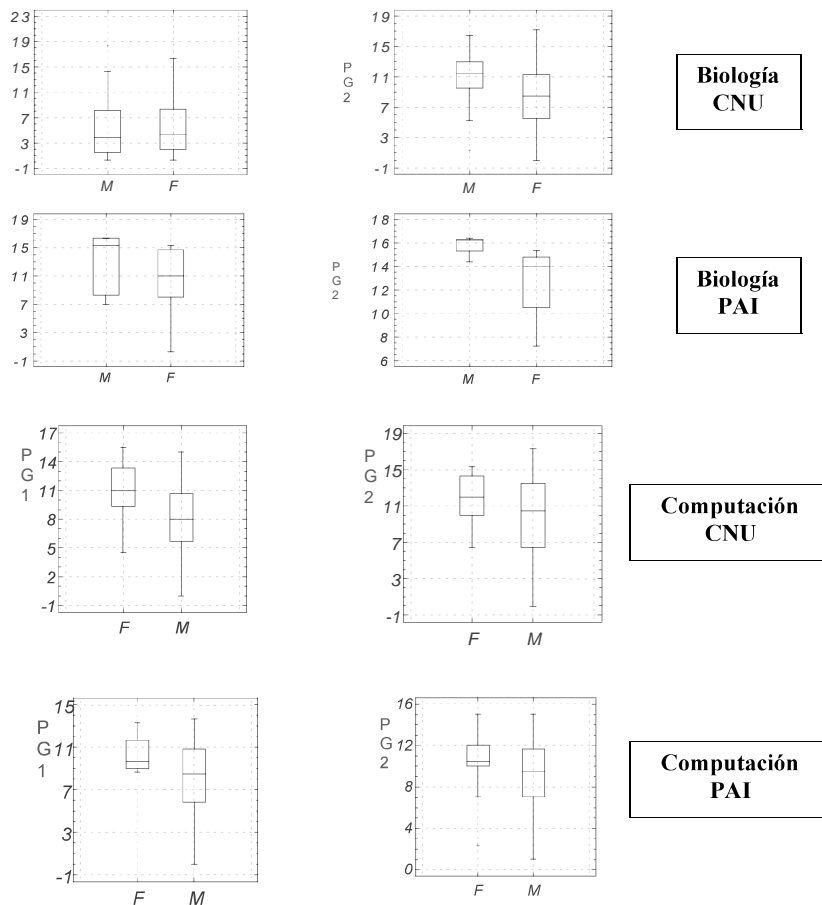 23
19
15
11
7
3
-1
M F
PG2
19
15
11
7
3
-1
M F
Biología
CNU
19
15
11
7
3
-1
M F
PG2
18
16
14
12
10
8
6
M F
Biología
PAI
PG1
17
14
11
8
5
2
-1
F M
PG2
19
15
11
7
3
-1
F M
Computación
CNU
PG1
15
11
7
3
-1
F M
PG2
16
12
8
4
0
F M
Computación
PAI